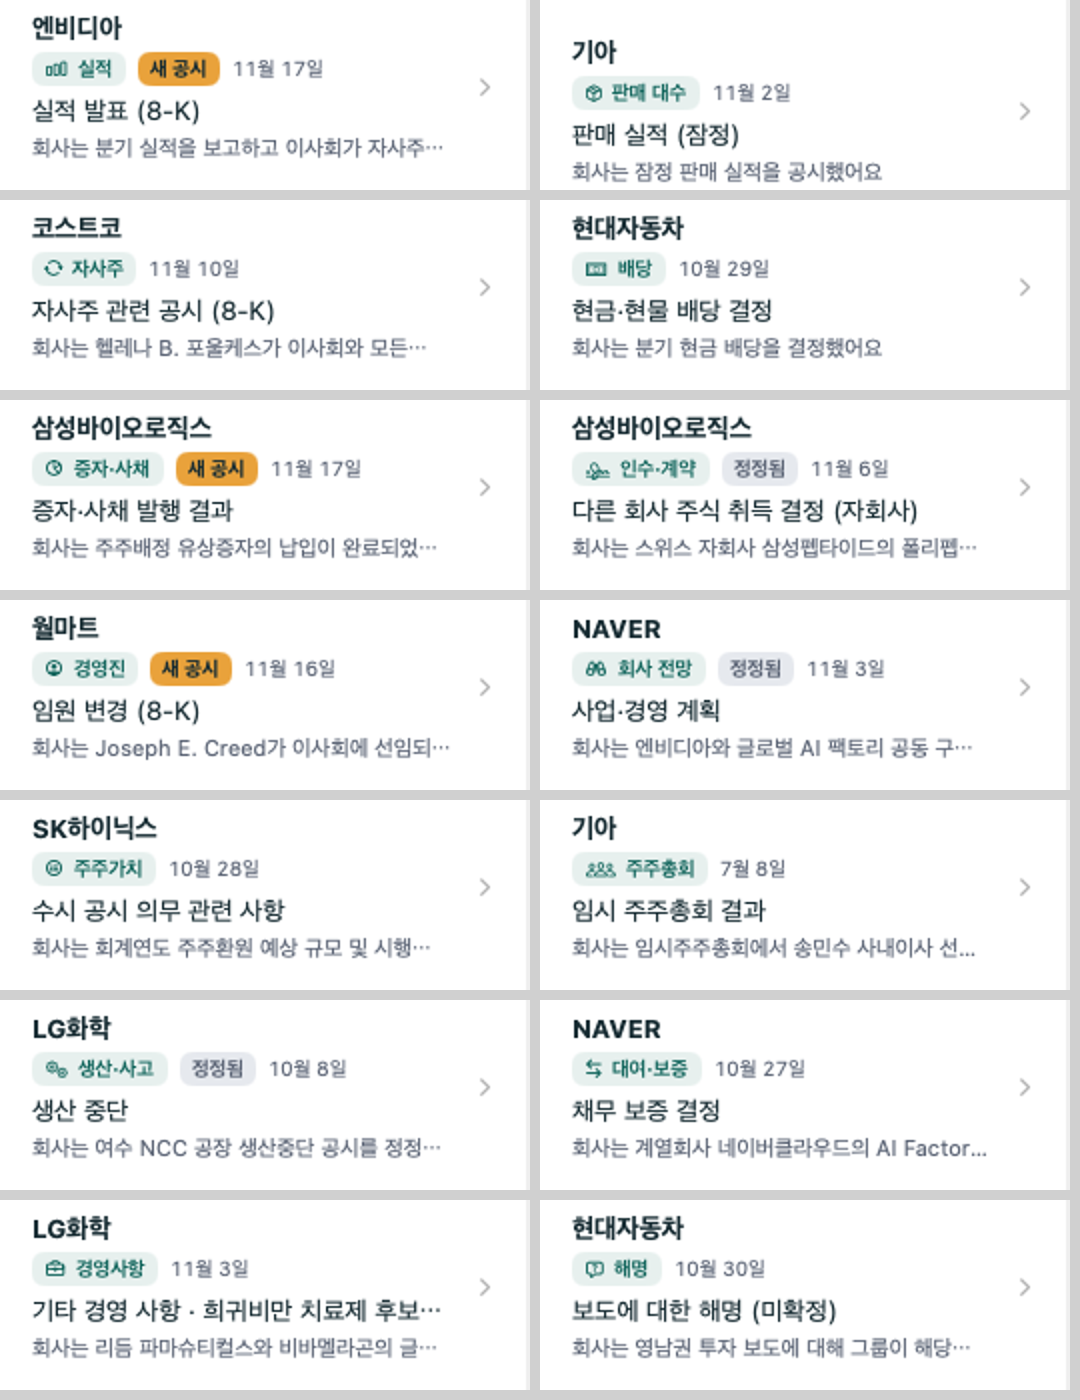 엔비디아
실적 새 공시 11월 17일
실적 발표 (8-K)
회사는 분기 실적을 보고하고 이사회가 자사주…
기아
판매 대수 11월 2일
판매 실적 (잠정)
회사는 잠정 판매 실적을 공시했어요
코스트코
자사주 11월 10일
자사주 관련 공시 (8-K)
회사는 헬레나 B. 포울케스가 이사회와 모든…
현대자동차
배당 10월 29일
현금·현물 배당 결정
회사는 분기 현금 배당을 결정했어요
삼성바이오로직스
증자·사채 새 공시 11월 17일
증자·사채 발행 결과
회사는 주주배정 유상증자의 납입이 완료되었…
삼성바이오로직스
인수·계약 정정됨 11월 6일
다른 회사 주식 취득 결정 (자회사)
회사는 스위스 자회사 삼성펩타이드의 폴리펩…
월마트
경영진 새 공시 11월 16일
임원 변경 (8-K)
회사는 Joseph E. Creed가 이사회에 선임되…
NAVER
회사 전망 정정됨 11월 3일
사업·경영 계획
회사는 엔비디아와 글로벌 AI 팩토리 공동 구…
SK하이닉스
주주가치 10월 28일
수시 공시 의무 관련 사항
회사는 회계연도 주주환원 예상 규모 및 시행…
기아
주주총회 7월 8일
임시 주주총회 결과
회사는 임시주주총회에서 송민수 사내이사 선...
LG화학
생산·사고 정정됨 10월 8일
생산 중단
회사는 여수 NCC 공장 생산중단 공시를 정정…
NAVER
대여·보증 10월 27일
채무 보증 결정
회사는 계열회사 네이버클라우드의 AI Factor...
LG화학
경영사항 11월 3일
기타 경영 사항 · 희귀비만 치료제 후보…
회사는 리듬 파마슈티컬스와 비바멜라곤의 글…
현대자동차
해명 10월 30일
보도에 대한 해명 (미확정)
회사는 영남권 투자 보도에 대해 그룹이 해당…